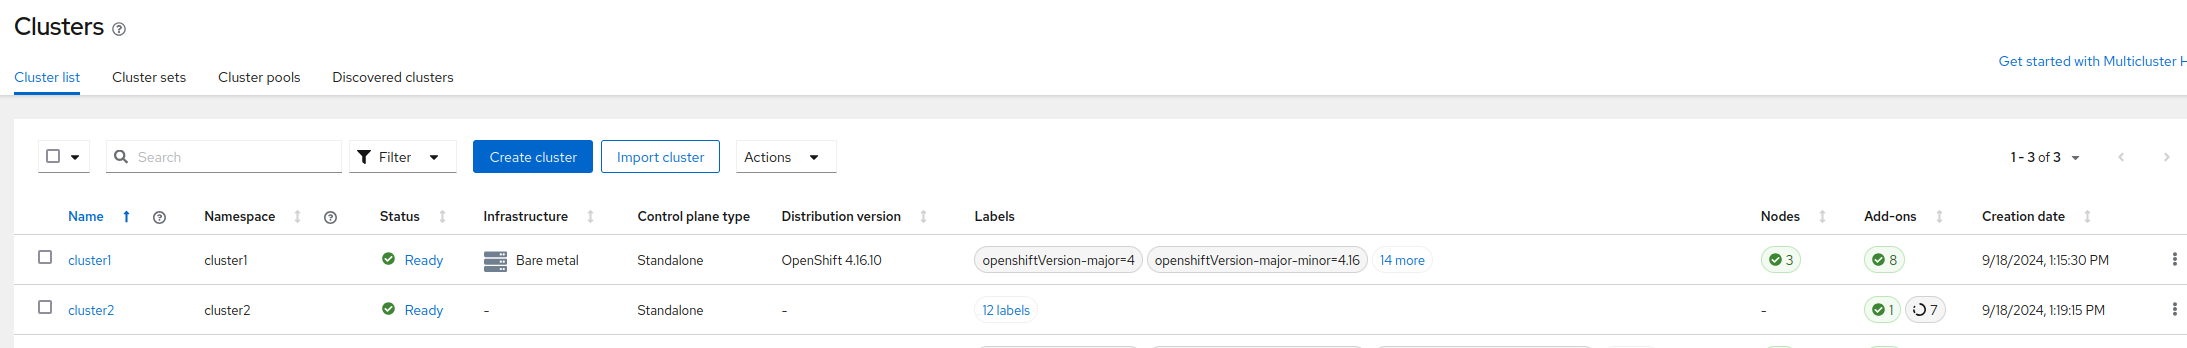 Clusters
Get started with Multicluster H
Cluster list Cluster sets Cluster pools Discovered clusters
Search Filter Create cluster Import cluster Actions 1 - 3 of 3
Name Namespace Status Infrastructure Control plane type Distribution version Labels Nodes Add-ons Creation date
cluster1 cluster1 Ready Bare metal Standalone OpenShift 4.16.10 openshiftVersion-major=4 openshiftVersion-major-minor=4.16 14 more 3 8 9/18/2024, 1:15:30 PM
cluster2 cluster2 Ready - Standalone - 12 labels - 1 7 9/18/2024, 1:19:15 PM